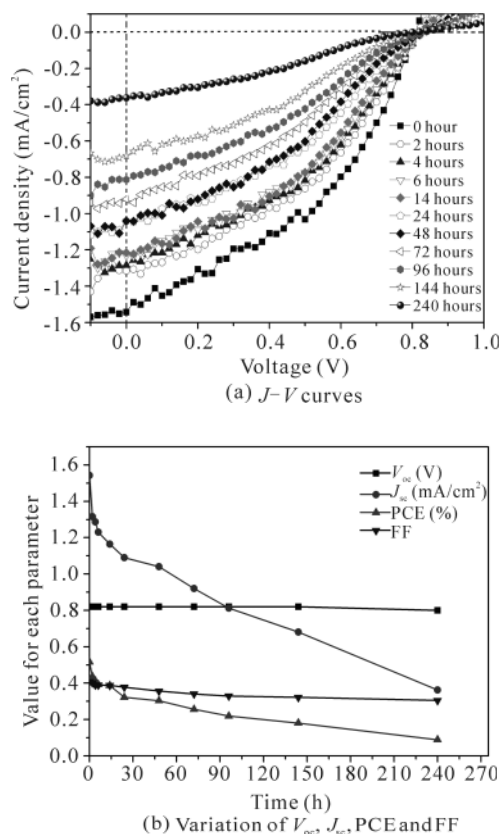 0.0
-0.2
-0.4
-0.6
-0.8
-1.0
-1.2
-1.4
-1.6
Current density (mA/cm²)
0 hour
2 hours
4 hours
6 hours
14 hours
24 hours
48 hours
72 hours
96 hours
144 hours
240 hours
0.0 0.2 0.4 0.6 0.8 1.0
Voltage (V)
(a) J–V curves
1.6
1.4
1.2
1.0
0.8
0.6
0.4
0.2
0.0
Value for each parameter
Voc (V)
Jsc (mA/cm²)
PCE (%)
FF
0 30 60 90 120 150 180 210 240 270
Time (h)
(b) Variation of Voc, Jsc, PCE and FF